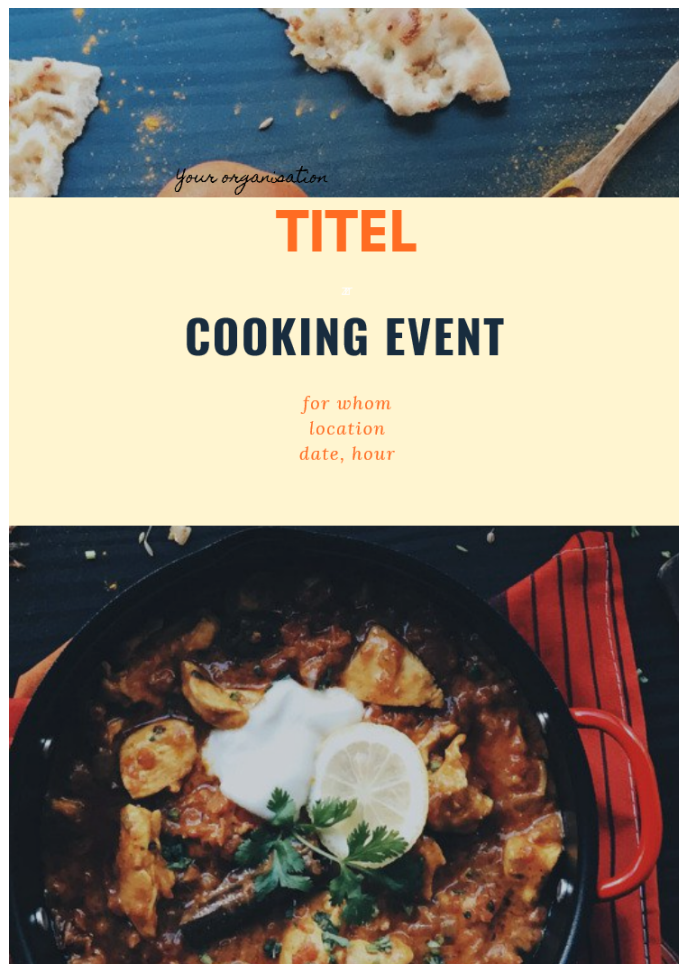 Your organisation
TITEL
COOKING EVENT
for whom
location
date, hour